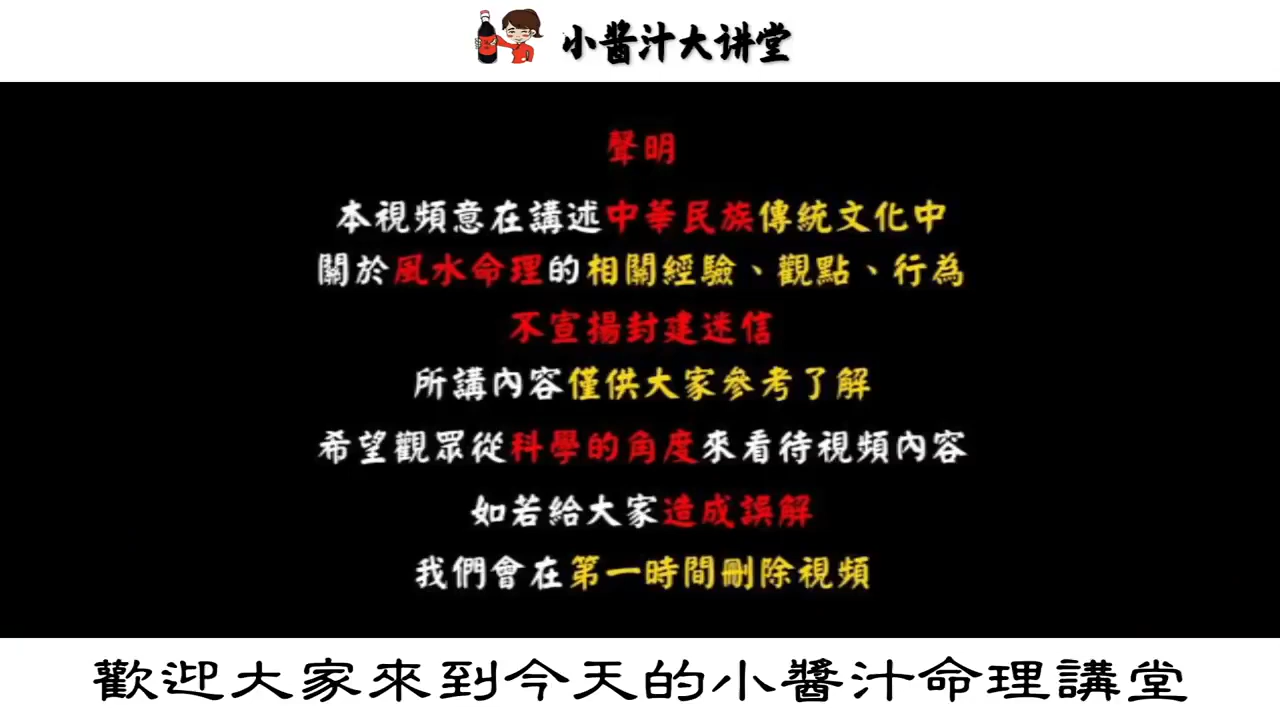 小醬汁大讲堂
聲明
本視頻意在講述中華民族傳統文化中
關於風水命理的相關經驗、觀點、行為
不宣揚封建迷信
所講內容僅供大家參考了解
希望觀眾從科學的角度來看待視頻內容
如若給大家造成誤解
我們會在第一時間刪除視頻
歡迎大家來到今天的小醬汁命理講堂